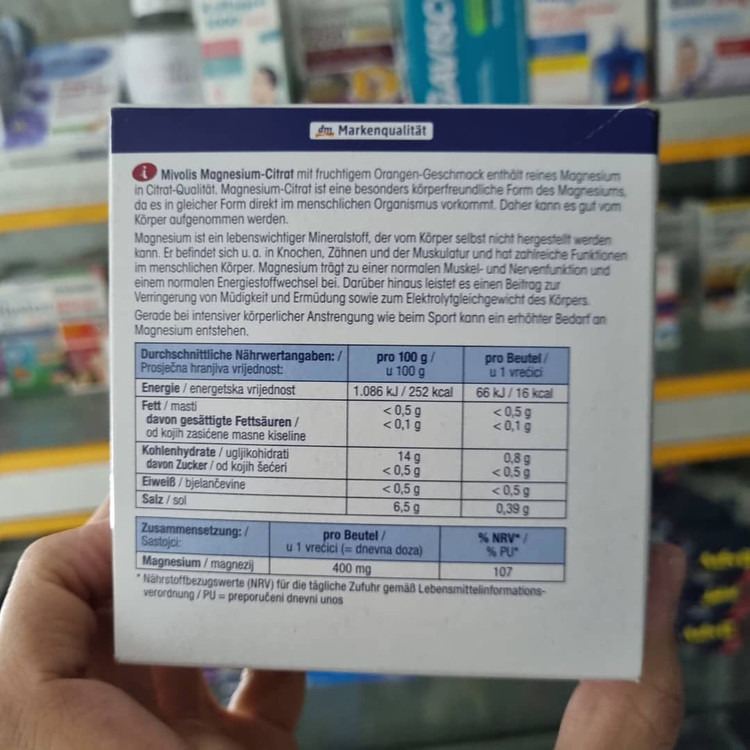 dm Markenqualität
Mivolis Magnesium-Citrat mit fruchtigem Orangen-Geschmack enthält reines Magnesium
in Citrat-Qualität. Magnesium-Citrat ist eine besonders körperfreundliche Form des Magnesiums,
da es in gleicher Form direkt im menschlichen Organismus vorkommt. Daher kann es gut vom
Körper aufgenommen werden.
Magnesium ist ein lebenswichtiger Mineralstoff, der vom Körper selbst nicht hergestellt werden
kann. Er befindet sich u. a. in Knochen, Zähnen und der Muskulatur und hat zahlreiche Funktionen
im menschlichen Körper. Magnesium trägt zu einer normalen Muskel- und Nervenfunktion und
einem normalen Energiestoffwechsel bei. Darüber hinaus leistet es einen Beitrag zur
Verringerung von Müdigkeit und Ermüdung sowie zum Elektrolytgleichgewicht des Körpers.
Gerade bei intensiver körperlicher Anstrengung wie beim Sport kann ein erhöhter Bedarf an
Magnesium entstehen.
Durchschnittliche Nährwertangaben: / pro 100 g / pro Beutel /
Prosječna hranjiva vrijednost: u 100 g u 1 vrećici
Energie / energetska vrijednost 1.086 kJ / 252 kcal 66 kJ / 16 kcal
Fett / masti < 0,5 g < 0,5 g
davon gesättigte Fettsäuren / < 0,1 g < 0,1 g
od kojih zasićene masne kiseline
Kohlenhydrate / ugljikohidrati 14 g 0,8 g
davon Zucker / od kojih šećeri < 0,5 g < 0,5 g
Eiweiß / bjelančevine < 0,5 g < 0,5 g
Salz / sol 6,5 g 0,39 g
Zusammensetzung: / pro Beutel / % NRV* /
Sastojci: u 1 vrećici (= dnevna doza) % PU*
Magnesium / magnezij 400 mg 107
* Nährstoffbezugswerte (NRV) für die tägliche Zufuhr gemäß Lebensmittelinformations-
verordnung / PU = preporučeni dnevni unos